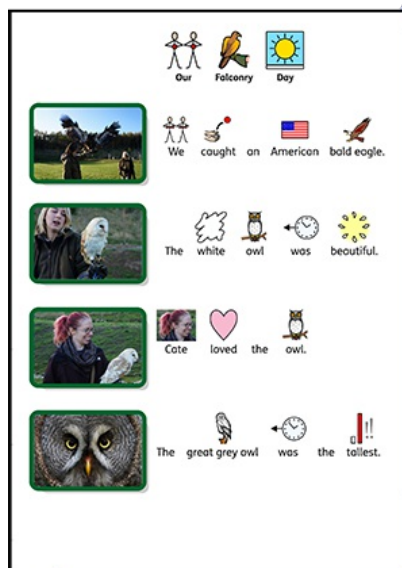 Our Falconry Day
We caught an American bald eagle.
The white owl was beautiful.
Cate loved the owl.
The great grey owl was the tallest.